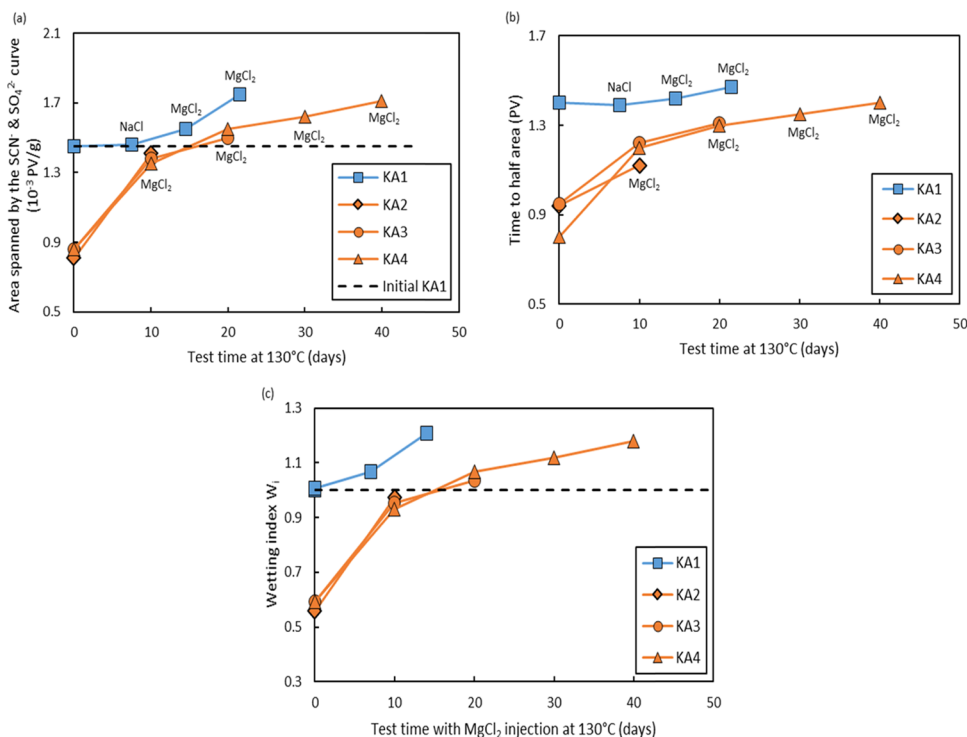 (a)
Area spanned by the SCN⁻ & SO₄²⁻ curve
(10⁻³ PV/g)
2.1
1.7
1.3
0.9
0.5
NaCl
MgCl₂
MgCl₂
MgCl₂
MgCl₂
MgCl₂
MgCl₂
KA1
KA2
KA3
KA4
Initial KA1
0 10 20 30 40 50
Test time at 130°C (days)
(b)
Time to half area (PV)
1.7
1.3
0.9
0.5
NaCl
MgCl₂
MgCl₂
MgCl₂
MgCl₂
MgCl₂
MgCl₂
KA1
KA2
KA3
KA4
0 10 20 30 40 50
Test time at 130°C (days)
(c)
Wetting index Wᵢ
1.3
1.1
0.9
0.7
0.5
0.3
KA1
KA2
KA3
KA4
0 10 20 30 40 50
Test time with MgCl₂ injection at 130°C (days)